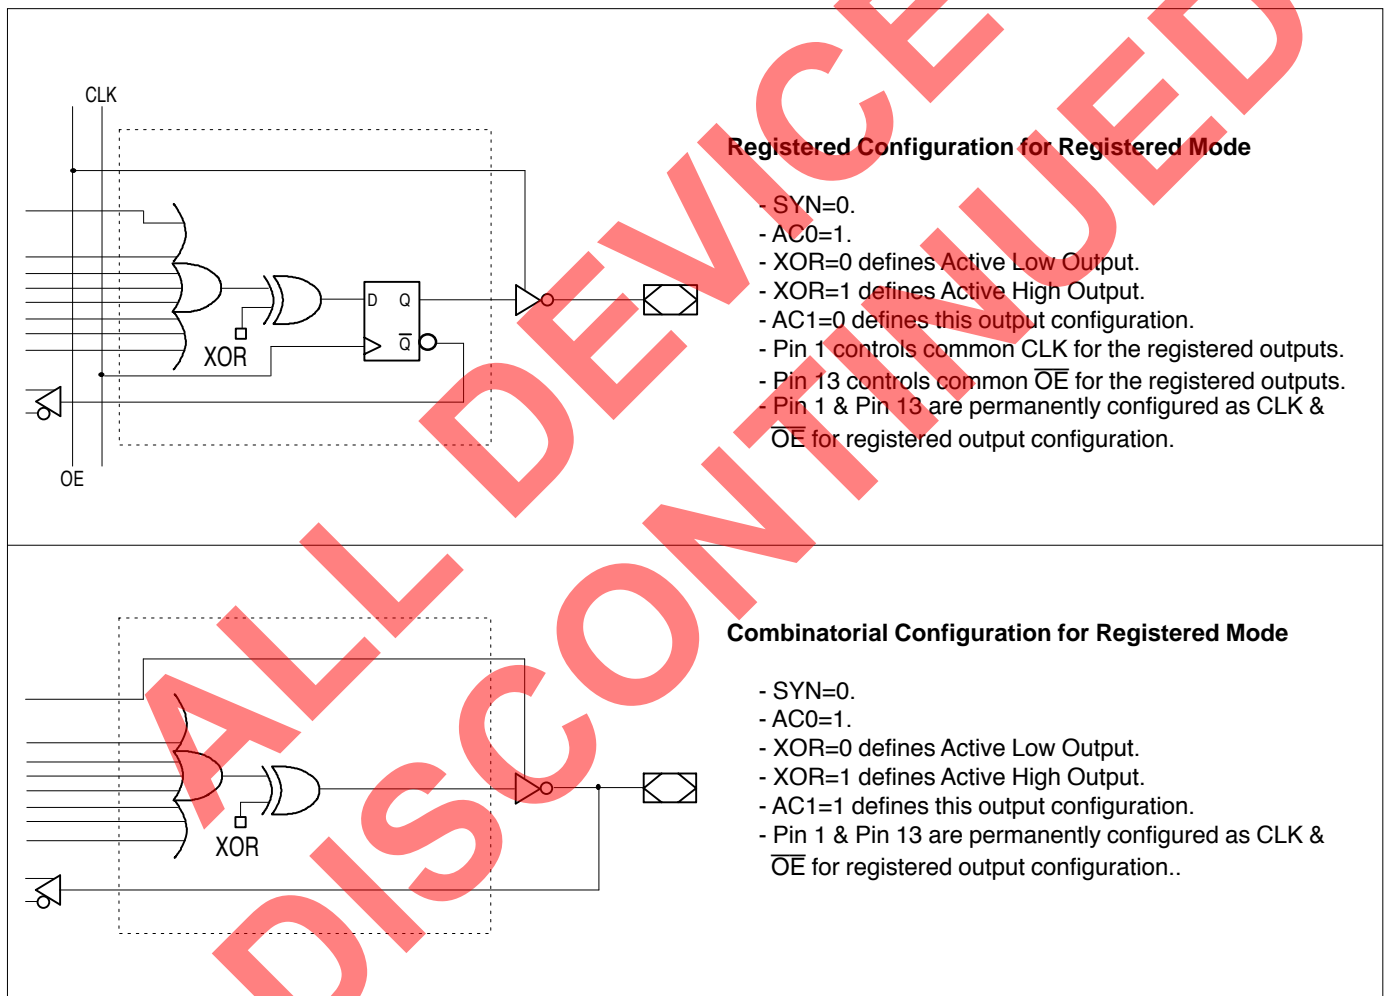 CLK
D Q
Q̅
XOR
OE
Registered Configuration for Registered Mode
- SYN=0.
- AC0=1.
- XOR=0 defines Active Low Output.
- XOR=1 defines Active High Output.
- AC1=0 defines this output configuration.
- Pin 1 controls common CLK for the registered outputs.
- Pin 13 controls common O̅E̅ for the registered outputs.
- Pin 1 & Pin 13 are permanently configured as CLK &
O̅E̅ for registered output configuration.
XOR
Combinatorial Configuration for Registered Mode
- SYN=0.
- AC0=1.
- XOR=0 defines Active Low Output.
- XOR=1 defines Active High Output.
- AC1=1 defines this output configuration.
- Pin 1 & Pin 13 are permanently configured as CLK &
O̅E̅ for registered output configuration..
ALL DEVICE
DISCONTINUED